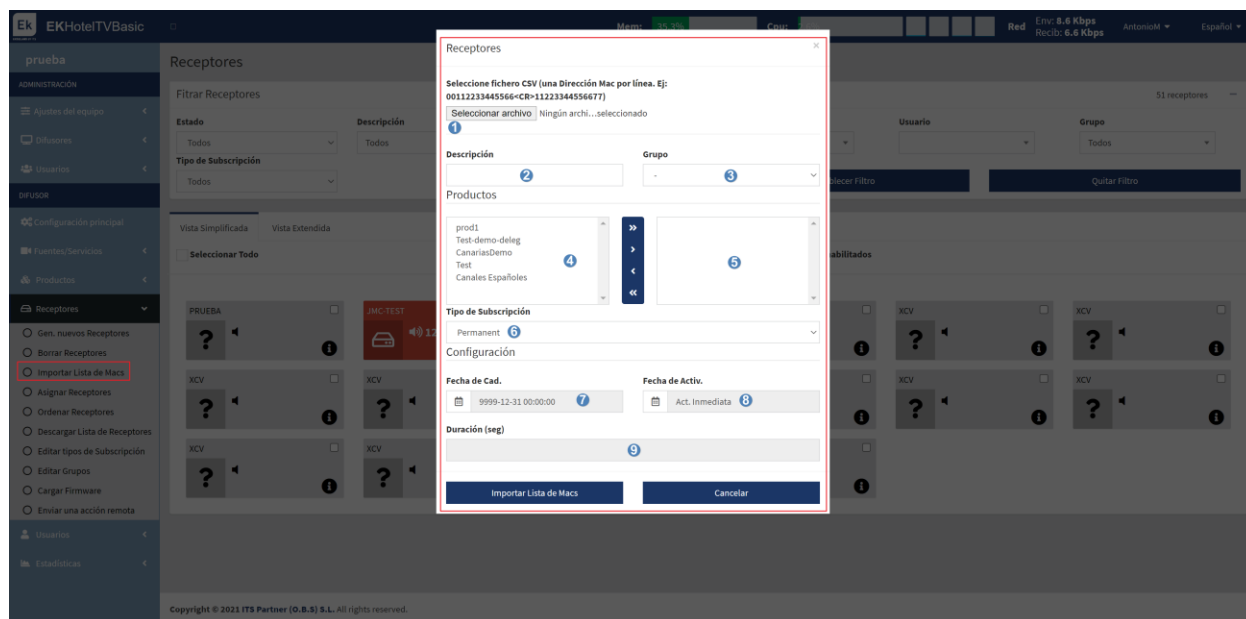 Ek EKHotelTVBasic
Mem: 35.3% Cpu:
Red Env: 8.6 Kbps
Recib: 6.6 Kbps
AntonioM Español
prueba
ADMINISTRACIÓN
Ajustes del equipo
Difusores
Usuarios
DIFUSOR
Configuración principal
Fuentes/Servicios
Productos
Receptores
Gen. nuevos Receptores
Borrar Receptores
Importar Lista de Macs
Asignar Receptores
Ordenar Receptores
Descargar Lista de Receptores
Editar tipos de Subscripción
Editar Grupos
Cargar Firmware
Enviar una acción remota
Usuarios
Estadísticas
Receptores
Fitrar Receptores
51 receptores
Estado
Todos
Descripción
Todos
Usuario
Grupo
Todos
Tipo de Subscripción
Todos
blecer Filtro
Quitar Filtro
Vista Simplificada Vista Extendida
Seleccionar Todo
abilitados
PRUEBA
JMC-TEST
12
XCV
XCV
XCV
XCV
XCV
XCV
XCV
XCV
Receptores ×
Seleccione fichero CSV (una Dirección Mac por línea. Ej:
00112233445566<CR>11223344556677)
Seleccionar archivo Ningún archi...seleccionado
1
Descripción Grupo
2 - 3
Productos
prod1
Test-demo-deleg
CanariasDemo
Test
Canales Españoles
4
5
Tipo de Subscripción
Permanent 6
Configuración
Fecha de Cad. Fecha de Activ.
9999-12-31 00:00:00 7 Act. Inmediata 8
Duración (seg)
9
Importar Lista de Macs Cancelar
Copyright © 2021 ITS Partner (O.B.S) S.L. All rights reserved.